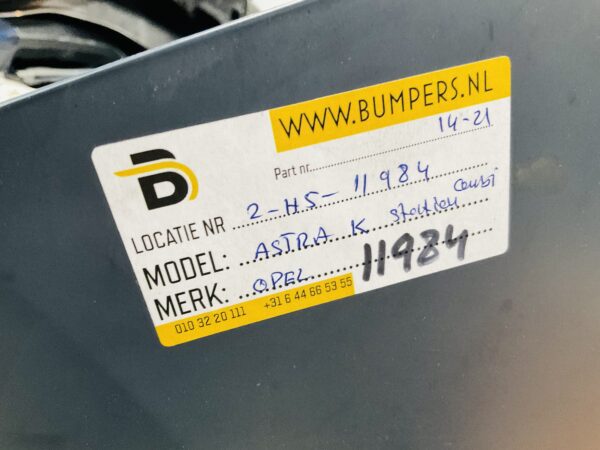 WWW.BUMPERS.NL
B
Part nr. 14-21
LOCATIE NR 2-HS-11984
MODEL: ASTRA K Station Combi
MERK: OPEL 11984
010 32 20 111 +31 6 44 66 53 55